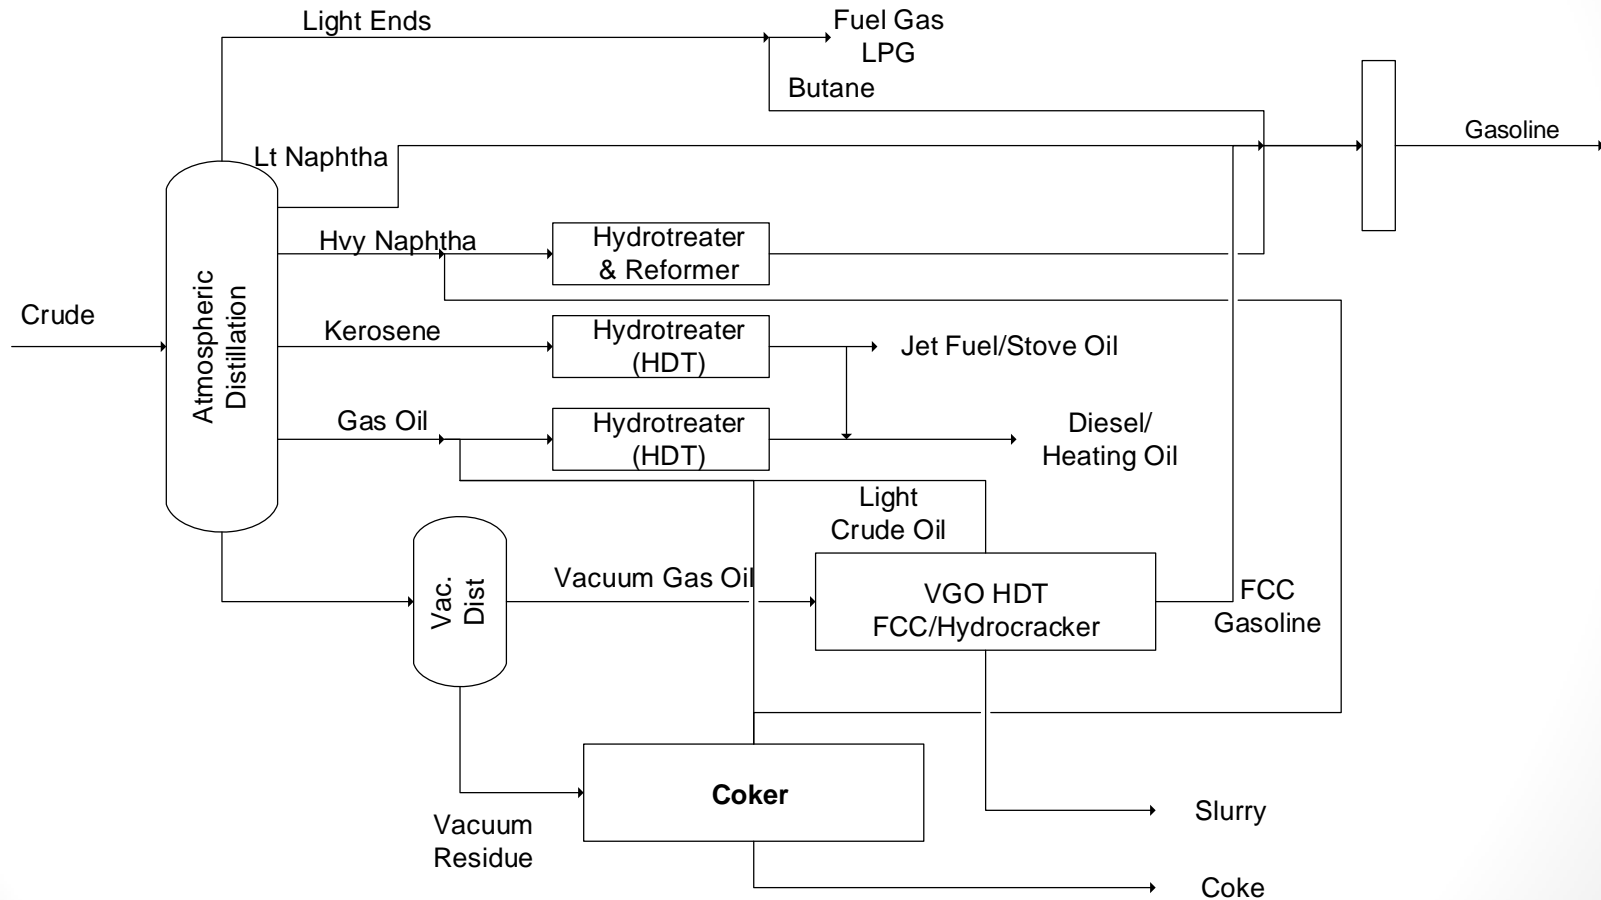 Light Ends
Fuel Gas
LPG
Butane
Gasoline
Lt Naphtha
Hvy Naphtha
Hydrotreater
& Reformer
Crude
Atmospheric
Distillation
Kerosene
Hydrotreater
(HDT)
Jet Fuel/Stove Oil
Gas Oil
Hydrotreater
(HDT)
Diesel/
Heating Oil
Light
Crude Oil
Vac.
Dist
Vacuum Gas Oil
VGO HDT
FCC/Hydrocracker
FCC
Gasoline
Coker
Vacuum
Residue
Slurry
Coke